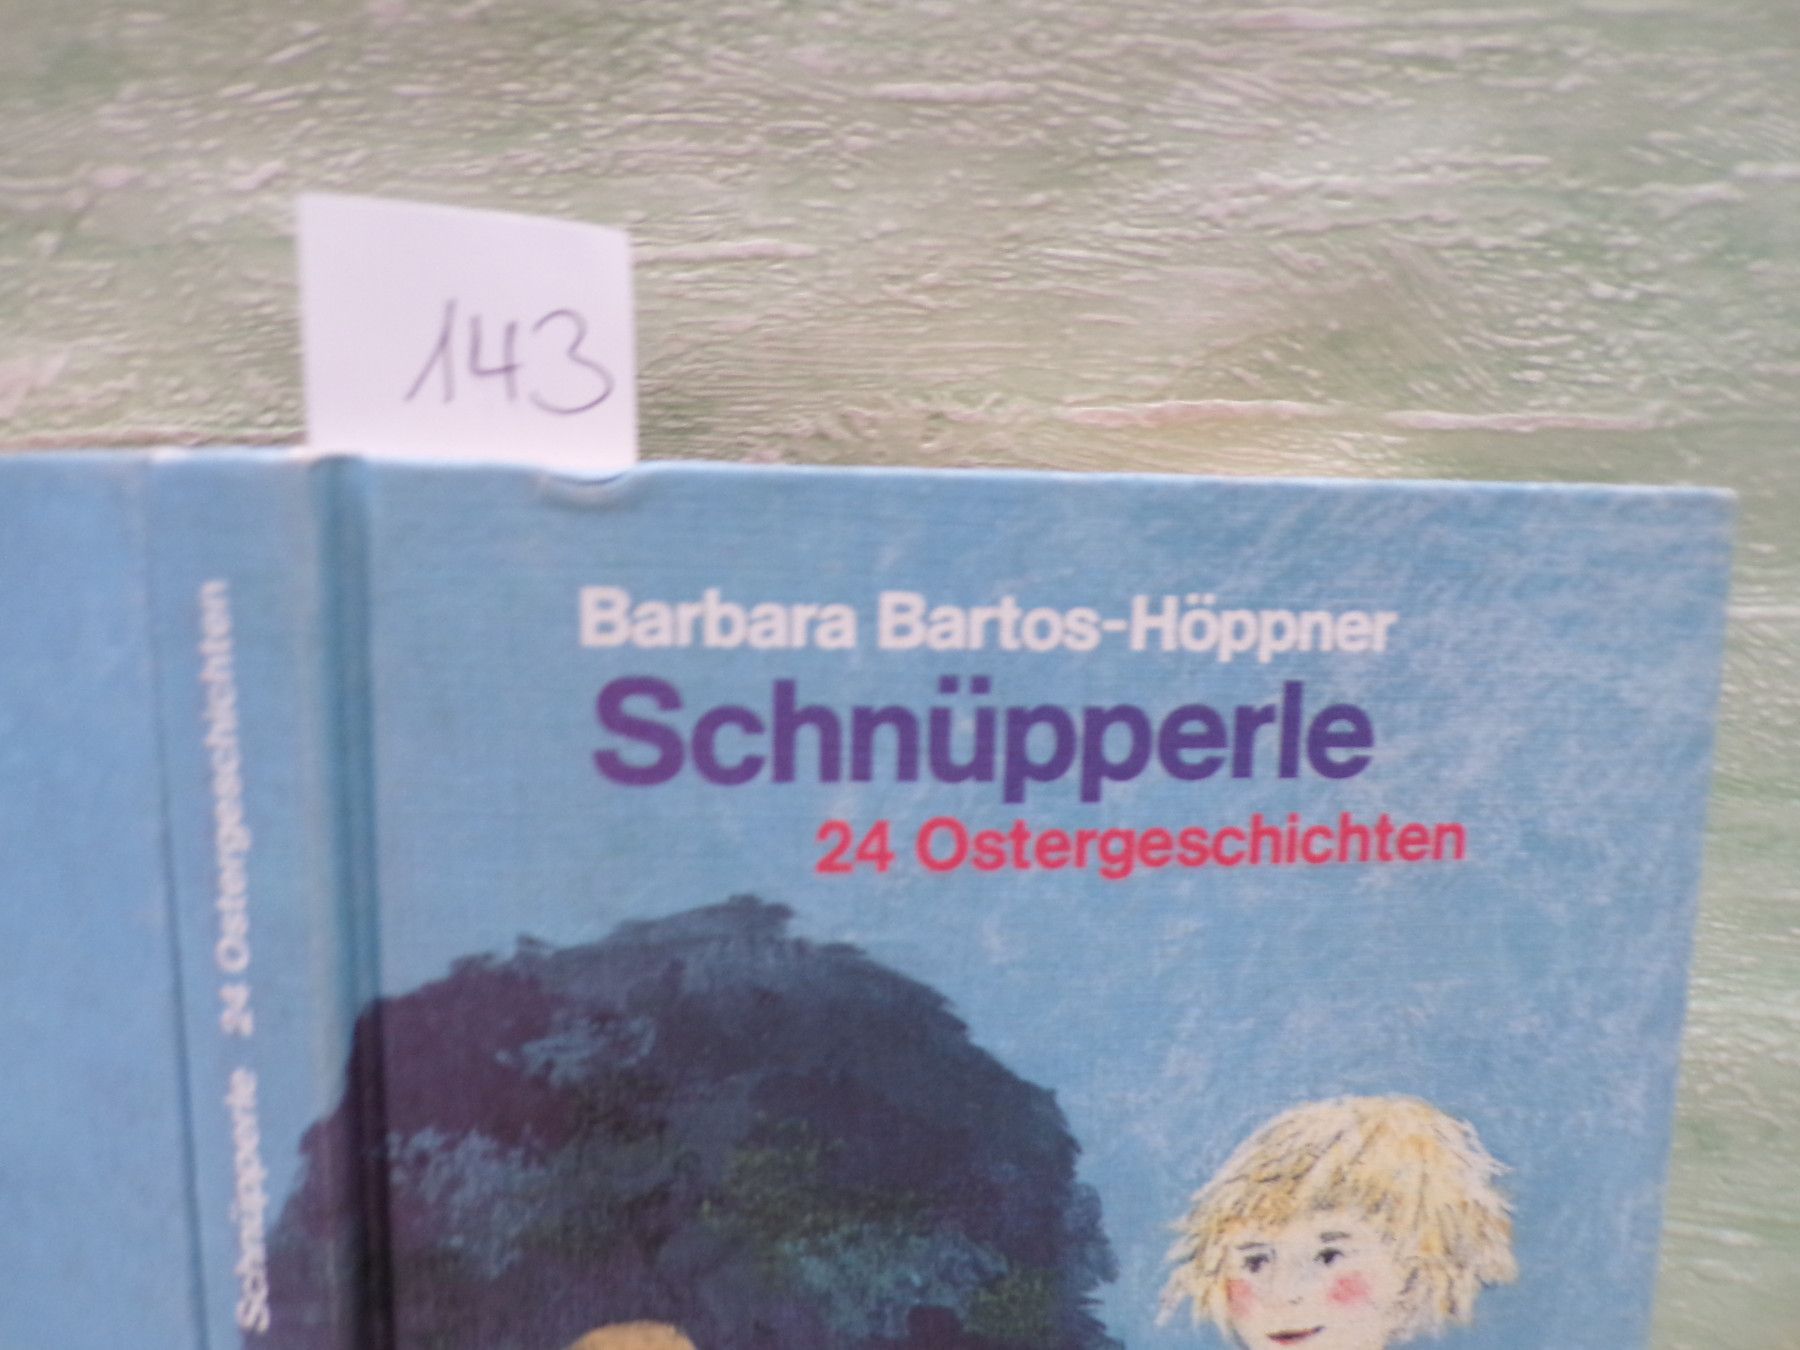 143
Barbara Bartos-Höppner
Schnüpperle
24 Ostergeschichten
Schnüpperle 24 Ostergeschichten